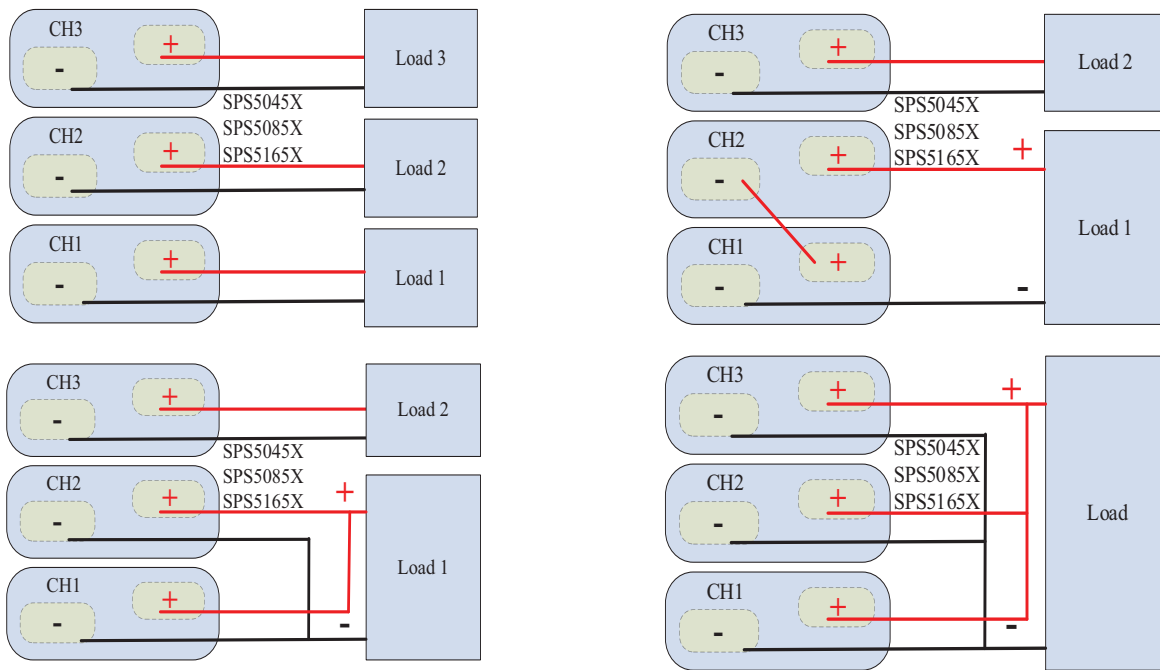 CH3
+
-
Load 3
SPS5045X
SPS5085X
SPS5165X
CH2
+
-
Load 2
CH1
+
-
Load 1
CH3
+
-
Load 2
SPS5045X
SPS5085X
SPS5165X
+
CH2
+
-
Load 1
CH1
+
-
-
CH3
+
-
Load 2
SPS5045X
SPS5085X
SPS5165X
+
CH2
+
-
Load 1
CH1
+
-
-
CH3
+
+
-
SPS5045X
SPS5085X
SPS5165X
CH2
+
-
Load
CH1
+
-
-